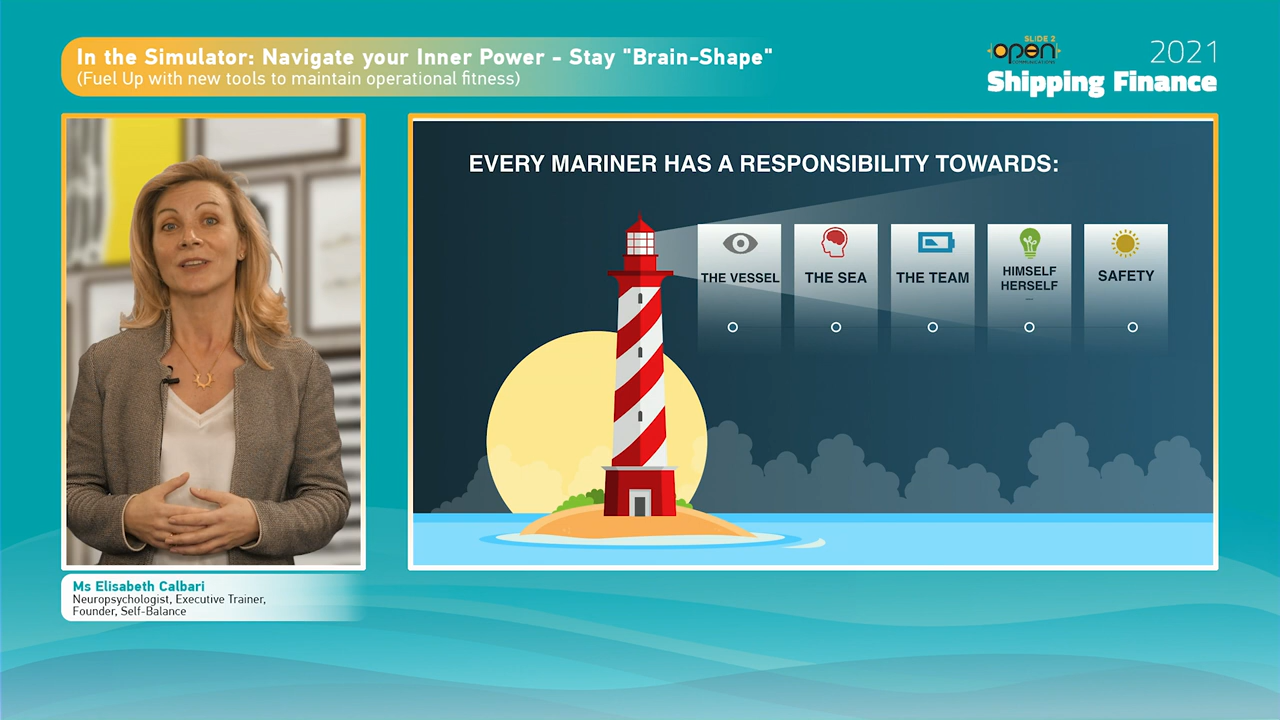 In the Simulator: Navigate your Inner Power - Stay "Brain-Shape"
(Fuel Up with new tools to maintain operational fitness)
SLIDE 2
open
COMMUNICATIONS
2021
Shipping Finance
EVERY MARINER HAS A RESPONSIBILITY TOWARDS:
THE VESSEL
THE SEA
THE TEAM
HIMSELF
HERSELF
SAFETY
Ms Elisabeth Calbari
Neuropsychologist, Executive Trainer,
Founder, Self-Balance